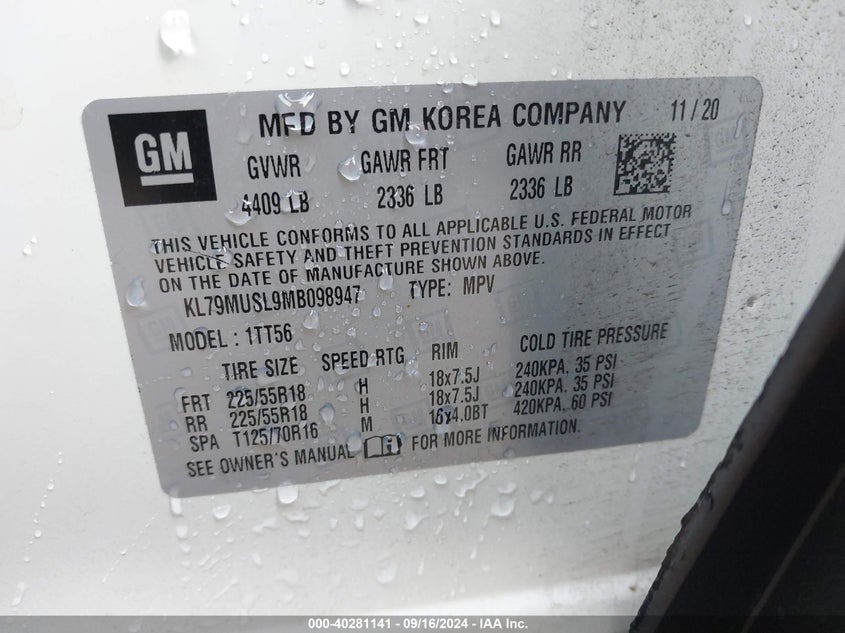 GM
MFD BY GM KOREA COMPANY 11/20
GVWR GAWR FRT GAWR RR
4409 LB 2336 LB 2336 LB
THIS VEHICLE CONFORMS TO ALL APPLICABLE U.S. FEDERAL MOTOR
VEHICLE SAFETY AND THEFT PREVENTION STANDARDS IN EFFECT
ON THE DATE OF MANUFACTURE SHOWN ABOVE.
KL79MUSL9MB098947 TYPE: MPV
MODEL: 1TT56
TIRE SIZE SPEED RTG RIM COLD TIRE PRESSURE
FRT 225/55R18 H 18x7.5J 240KPA, 35 PSI
RR 225/55R18 H 18x7.5J 240KPA, 35 PSI
SPA T125/70R16 M 16x4.0BT 420KPA, 60 PSI
SEE OWNER'S MANUAL FOR MORE INFORMATION.
000-40281141 - 09/16/2024 - IAA Inc.